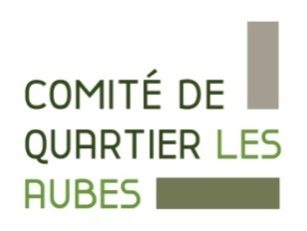 COMITÉ DE
QUARTIER LES
AUBES